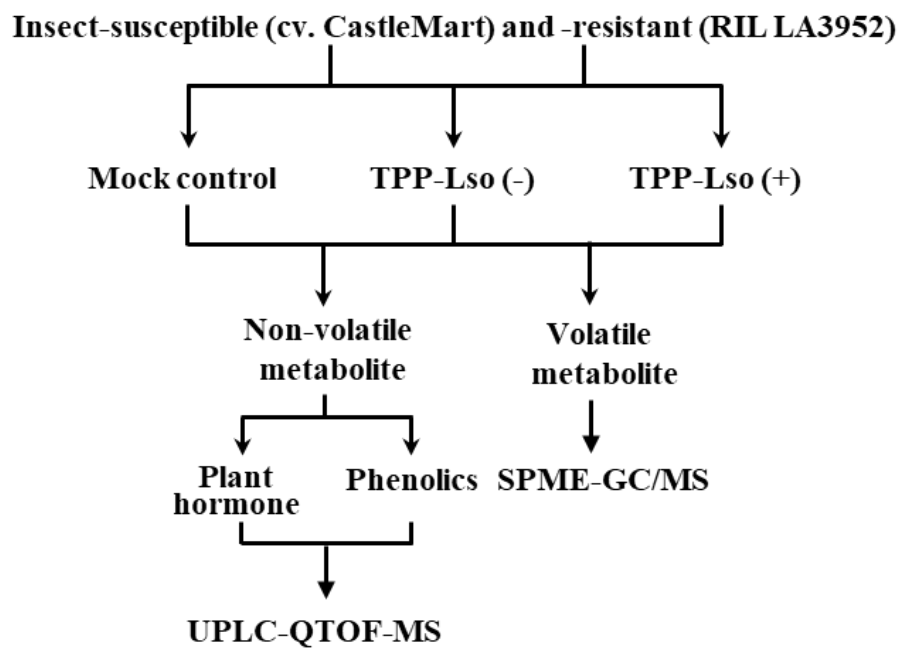 Insect-susceptible (cv. CastleMart) and -resistant (RIL LA3952)
Mock control
TPP-Lso (-)
TPP-Lso (+)
Non-volatile
metabolite
Volatile
metabolite
Plant
hormone
Phenolics
SPME-GC/MS
UPLC-QTOF-MS